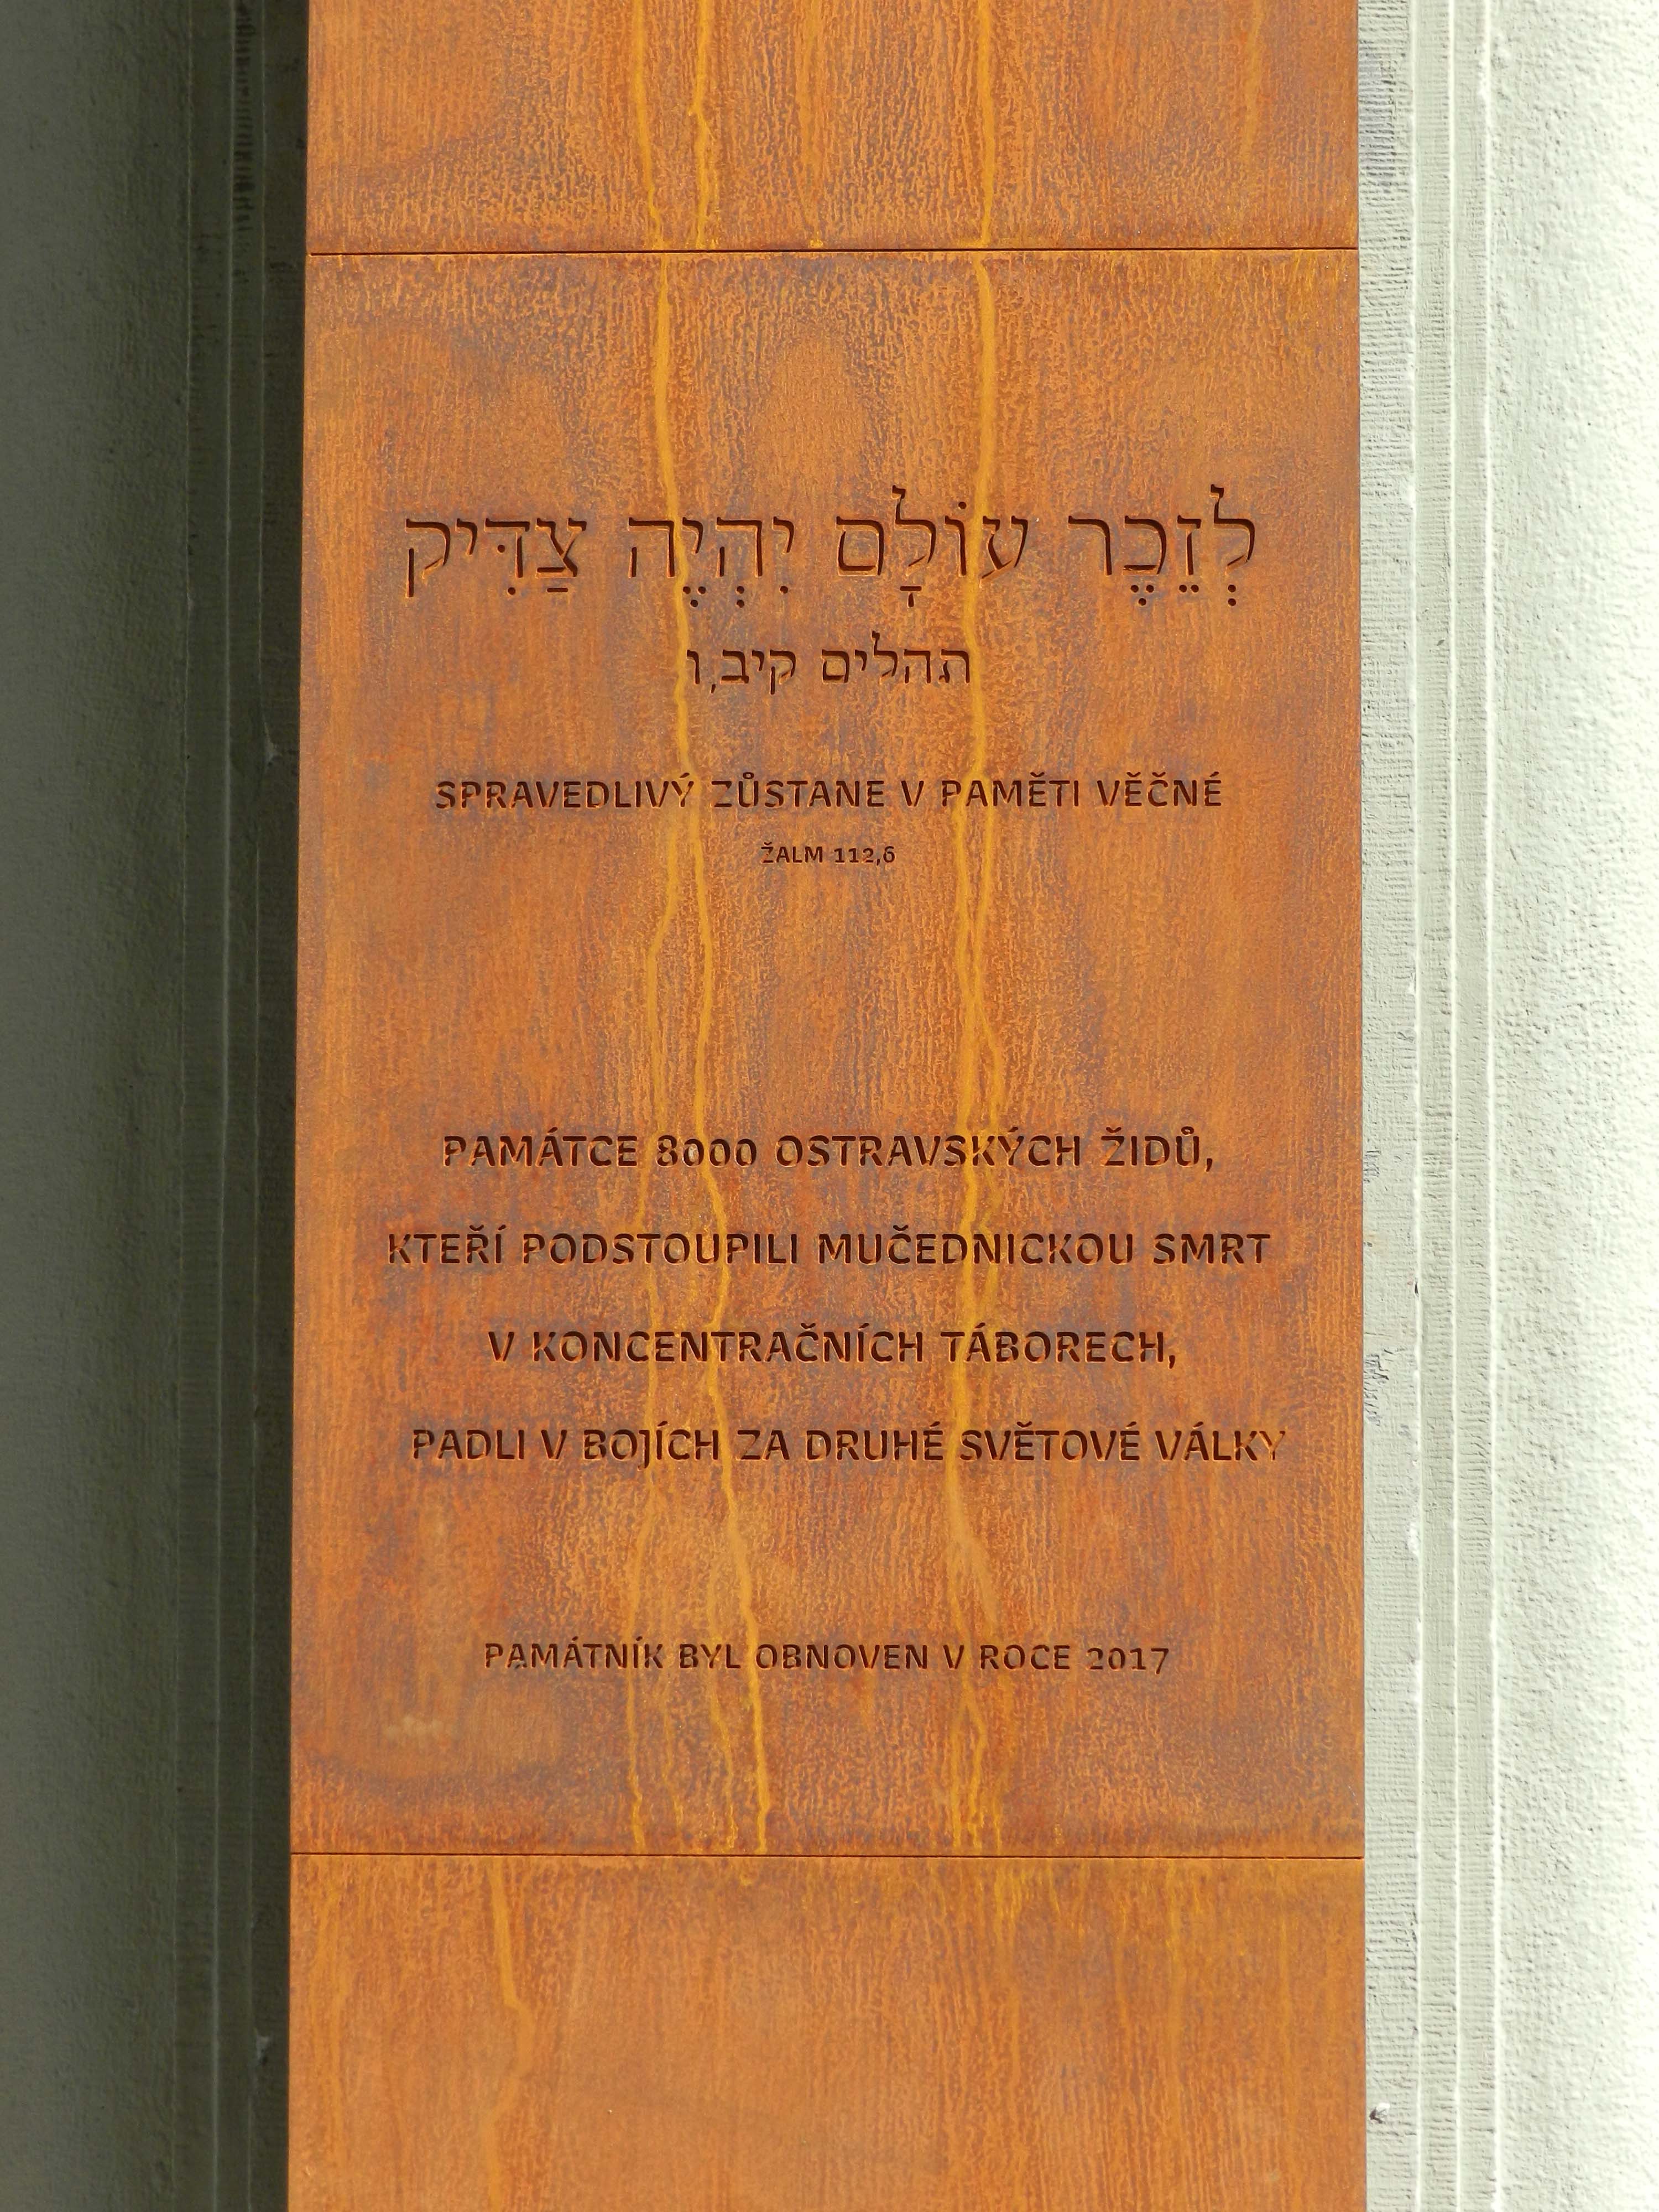 לְזֵכֶר עוֹלָם יִהְיֶה צַדִּיק
תהלים קיב,ו
SPRAVEDLIVÝ ZŮSTANE V PAMĚTI VĚČNÉ
ŽALM 112,6
PAMÁTCE 8000 OSTRAVSKÝCH ŽIDŮ,
KTEŘÍ PODSTOUPILI MUČEDNICKOU SMRT
V KONCENTRAČNÍCH TÁBORECH,
PADLI V BOJÍCH ZA DRUHÉ SVĚTOVÉ VÁLKY
PAMÁTNÍK BYL OBNOVEN V ROCE 2017